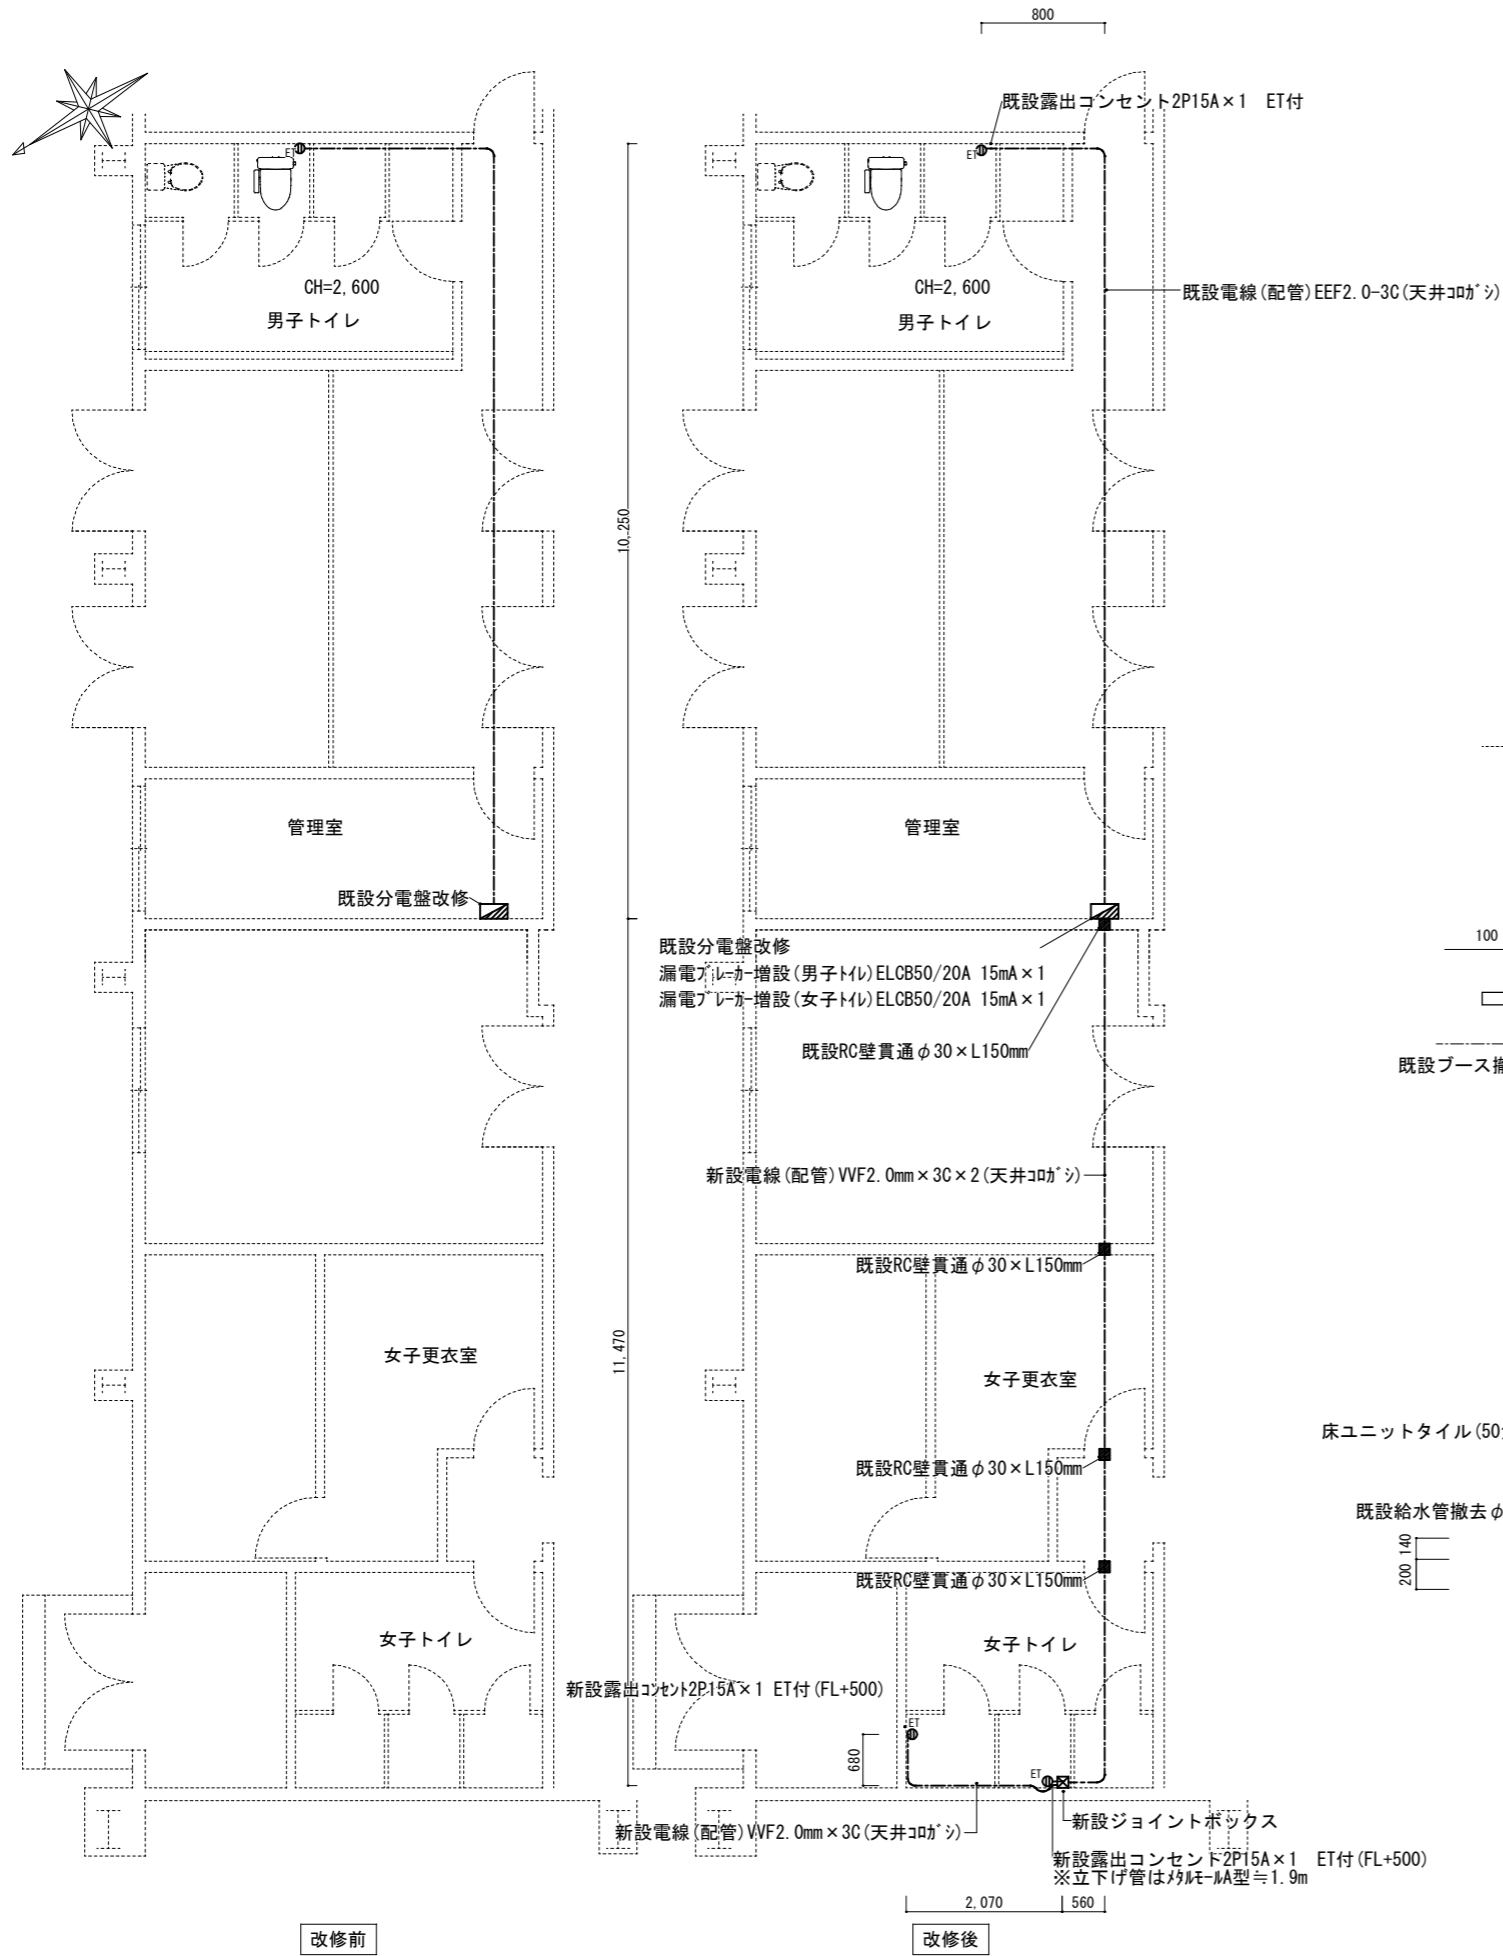 800
既設露出コンセント2P15A×1 ET付
ET
ET
既設電線(配管)EEF2.0-3C(天井コロガシ)
CH=2,600
男子トイレ
CH=2,600
男子トイレ
10,250
管理室
管理室
既設分電盤改修
既設分電盤改修
漏電ブレーカー増設(男子トイレ)ELCB50/20A 15mA×1
漏電ブレーカー増設(女子トイレ)ELCB50/20A 15mA×1
100
既設RC壁貫通φ30×L150mm
既設ブース撤
新設電線(配管)VVF2.0mm×3C×2(天井コロガシ)
既設RC壁貫通φ30×L150mm
11,470
女子更衣室
女子更衣室
床ユニットタイル(50
既設RC壁貫通φ30×L150mm
既設給水管撤去φ
140
200
既設RC壁貫通φ30×L150mm
女子トイレ
女子トイレ
新設露出コンセント2P15A×1 ET付(FL+500)
ET
680
ET
新設ジョイントボックス
新設電線(配管)VVF2.0mm×3C(天井コロガシ)
新設露出コンセント2P15A×1 ET付(FL+500)
※立下げ管はメタルモールA型≒1.9m
2,070
560
改修前
改修後